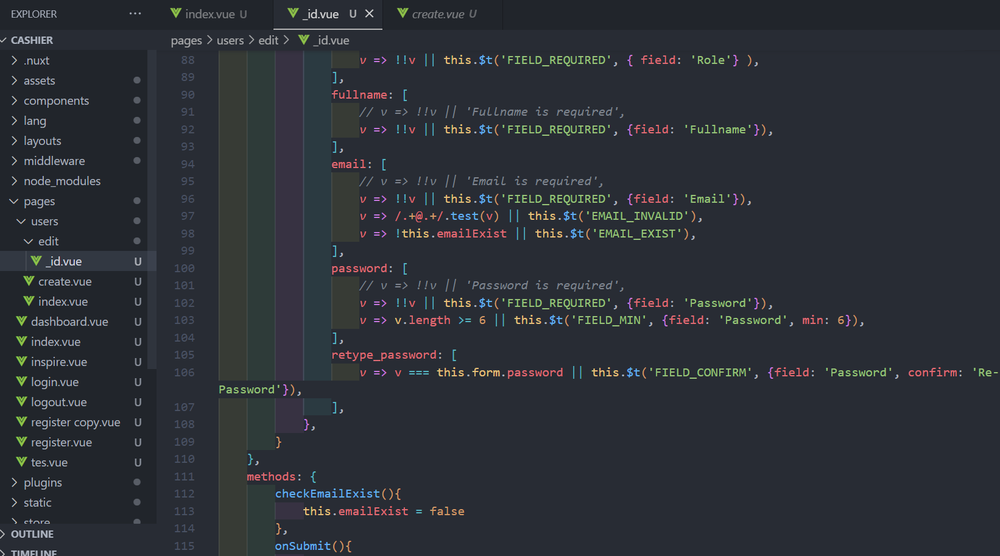 EXPLORER ···
index.vue U
_id.vue U
create.vue U
CASHIER
pages > users > edit > _id.vue
.nuxt
assets
components
lang
layouts
middleware
node_modules
pages
users
edit
_id.vue U
create.vue U
index.vue U
dashboard.vue U
index.vue U
inspire.vue U
login.vue U
logout.vue U
register copy.vue U
register.vue U
tes.vue U
plugins
static
store
OUTLINE
TIMELINE
88 v => !!v || this.$t('FIELD_REQUIRED', { field: 'Role'} ),
89 ],
90 fullname: [
91 // v => !!v || 'Fullname is required',
92 v => !!v || this.$t('FIELD_REQUIRED', {field: 'Fullname'}),
93 ],
94 email: [
95 // v => !!v || 'Email is required',
96 v => !!v || this.$t('FIELD_REQUIRED', {field: 'Email'}),
97 v => /.+@.+/.test(v) || this.$t('EMAIL_INVALID'),
98 v => !this.emailExist || this.$t('EMAIL_EXIST'),
99 ],
100 password: [
101 // v => !!v || 'Password is required',
102 v => !!v || this.$t('FIELD_REQUIRED', {field: 'Password'}),
103 v => v.length >= 6 || this.$t('FIELD_MIN', {field: 'Password', min: 6}),
104 ],
105 retype_password: [
106 v => v === this.form.password || this.$t('FIELD_CONFIRM', {field: 'Password', confirm: 'Re-
Password'}),
107 ],
108 },
109 }
110 },
111 methods: {
112 checkEmailExist(){
113 this.emailExist = false
114 },
115 onSubmit(){